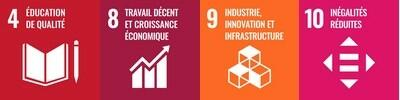 4 ÉDUCATION
DE QUALITÉ
8 TRAVAIL DÉCENT
ET CROISSANCE
ÉCONOMIQUE
9 INDUSTRIE,
INNOVATION ET
INFRASTRUCTURE
10 INÉGALITÉS
RÉDUITES